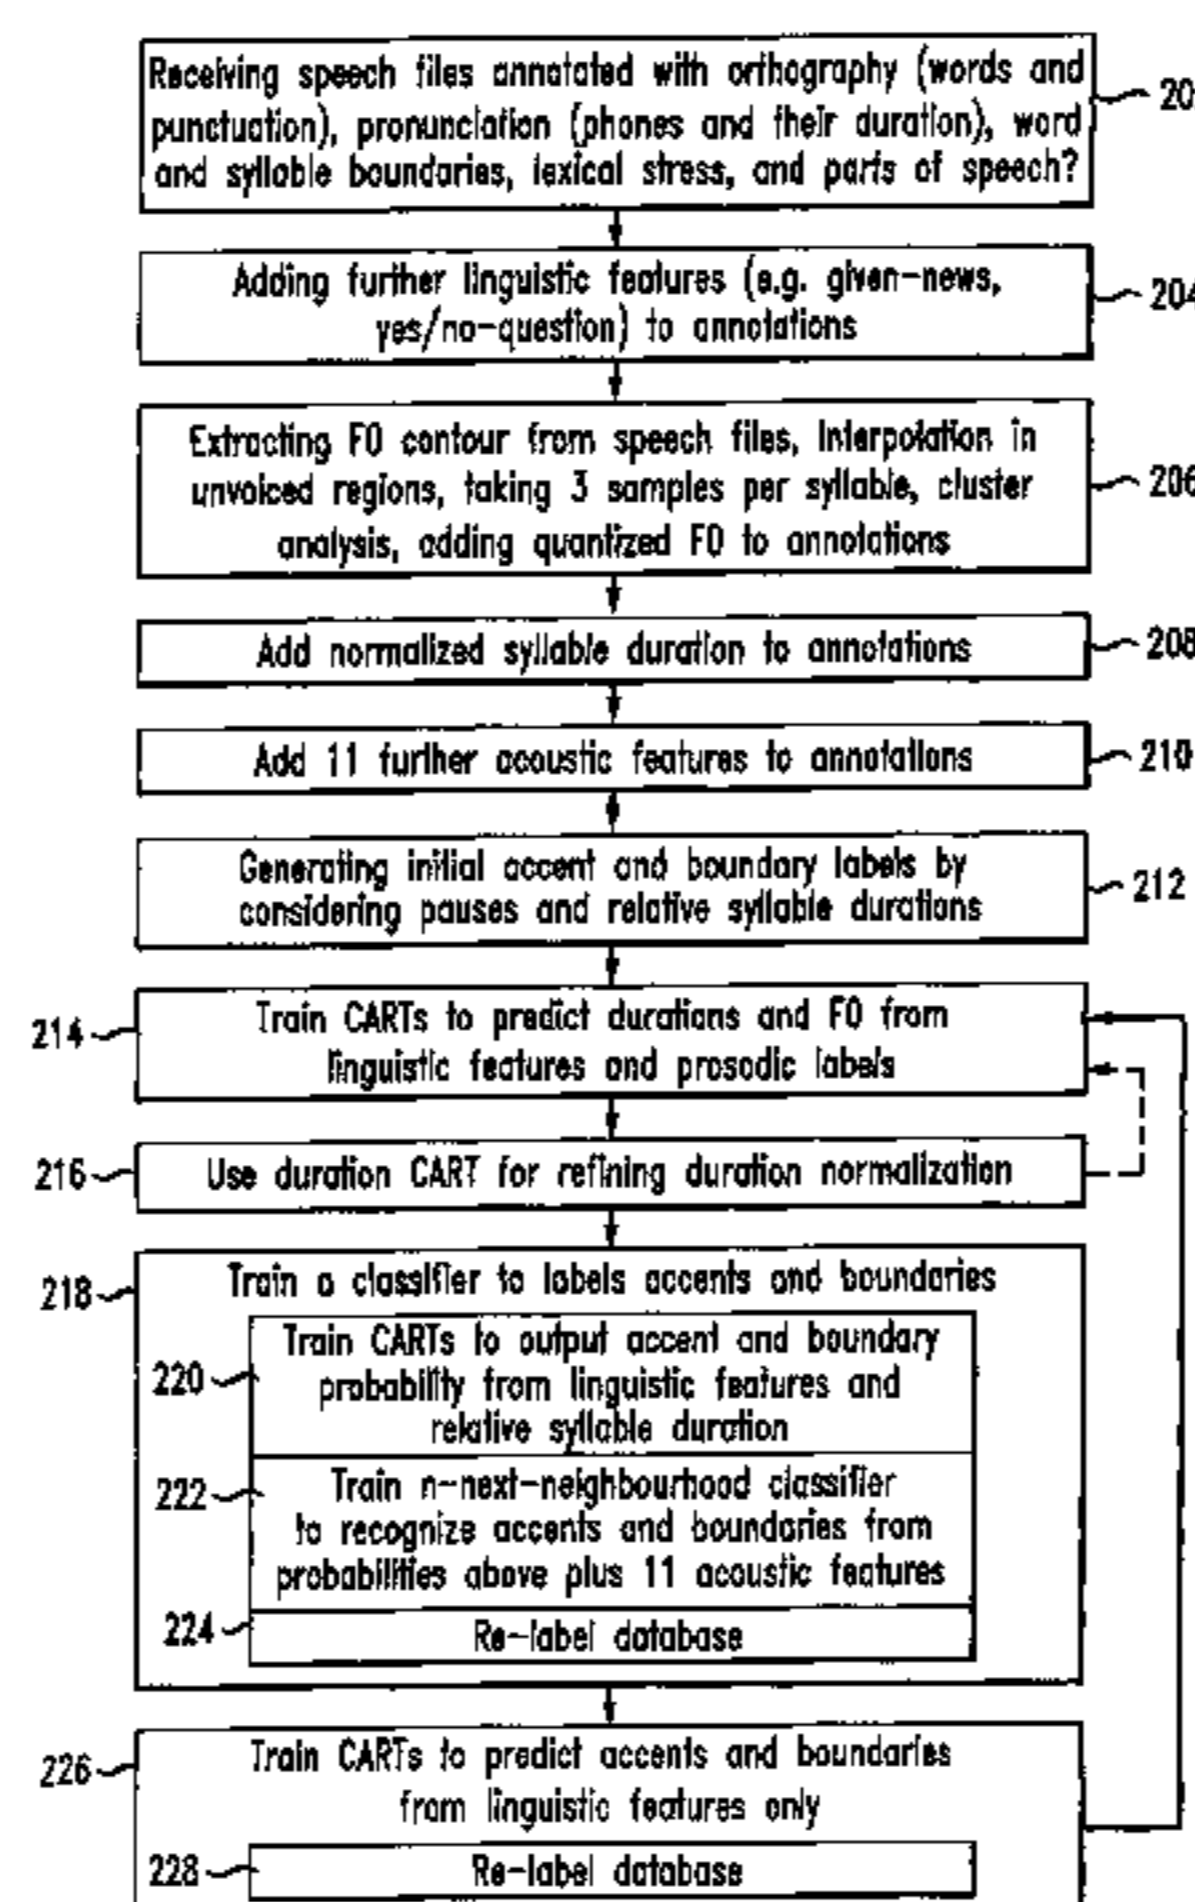 Receiving speech files annotated with orthography (words and
punctuation), pronunciation (phones and their duration), word
and syllable boundaries, lexical stress, and parts of speech?
20
Adding further linguistic features (e.g. given-news,
yes/no-question) to annotations
204
Extracting F0 contour from speech files, interpolation in
unvoiced regions, taking 3 samples per syllable, cluster
analysis, adding quantized F0 to annotations
206
Add normalized syllable duration to annotations
208
Add 11 further acoustic features to annotations
210
Generating initial accent and boundary labels by
considering pauses and relative syllable durations
212
214
Train CARTs to predict durations and F0 from
linguistic features and prosodic labels
216
Use duration CART for refining duration normalization
218
Train a classifier to labels accents and boundaries
220
Train CARTs to output accent and boundary
probability from linguistic features and
relative syllable duration
222
Train n-next-neighbourhood classifier
to recognize accents and boundaries from
probabilities above plus 11 acoustic features
224
Re-label database
226
Train CARTs to predict accents and boundaries
from linguistic features only
228
Re-label database